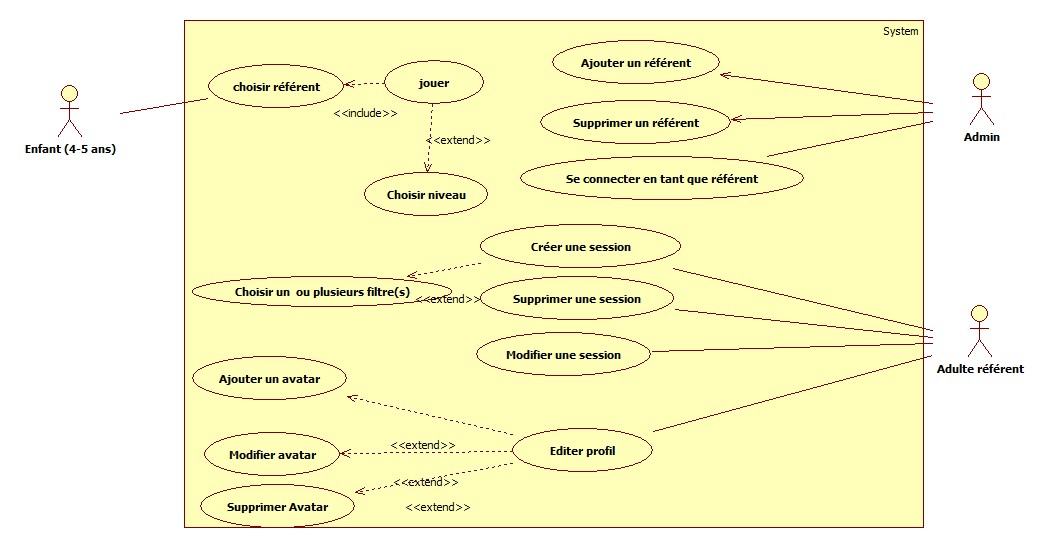 System
Ajouter un référent
choisir référent
jouer
<<include>>
Supprimer un référent
Admin
Enfant (4-5 ans)
<<extend>>
Se connecter en tant que référent
Choisir niveau
Créer une session
Choisir un  ou plusieurs filtre(s)
<<extend>>
Supprimer une session
Modifier une session
Adulte référent
Ajouter un avatar
<<extend>>
Editer profil
Modifier avatar
<<extend>>
Supprimer Avatar
<<extend>>